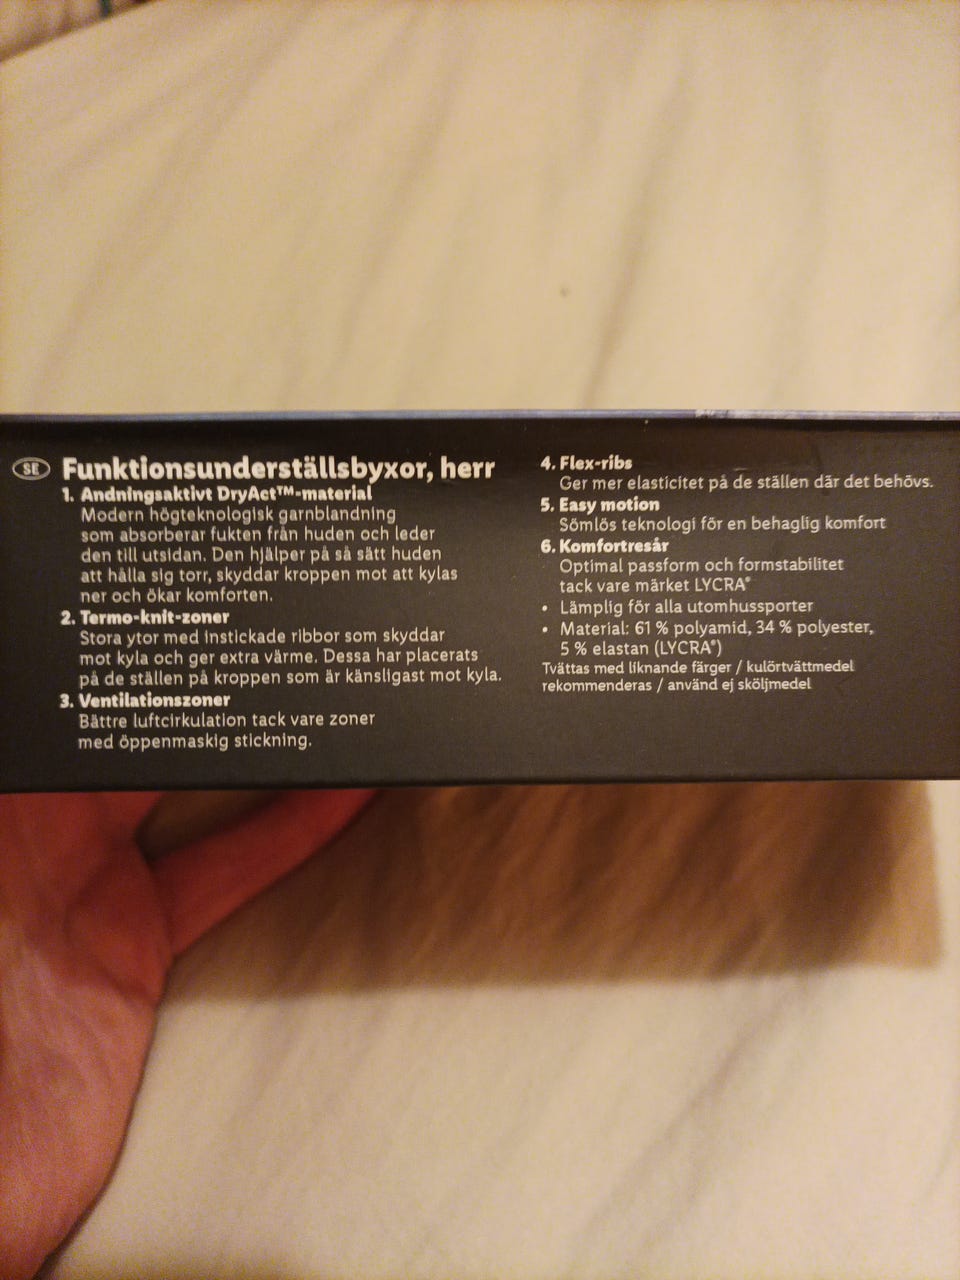 SE
Funktionsunderställsbyxor, herr
1. Andningsaktivt DryAct™-material
Modern högteknologisk garnblandning
som absorberar fukten från huden och leder
den till utsidan. Den hjälper på så sätt huden
att hålla sig torr, skyddar kroppen mot att kylas
ner och ökar komforten.
2. Termo-knit-zoner
Stora ytor med instickade ribbor som skyddar
mot kyla och ger extra värme. Dessa har placerats
på de ställen på kroppen som är känsligast mot kyla.
3. Ventilationszoner
Bättre luftcirkulation tack vare zoner
med öppenmaskig stickning.
4. Flex-ribs
Ger mer elasticitet på de ställen där det behövs.
5. Easy motion
Sömlös teknologi för en behaglig komfort
6. Komfortresår
Optimal passform och formstabilitet
tack vare märket LYCRA®
• Lämplig för alla utomhussporter
• Material: 61 % polyamid, 34 % polyester,
5 % elastan (LYCRA®)
Tvättas med liknande färger / kulörtvättmedel
rekommenderas / använd ej sköljmedel